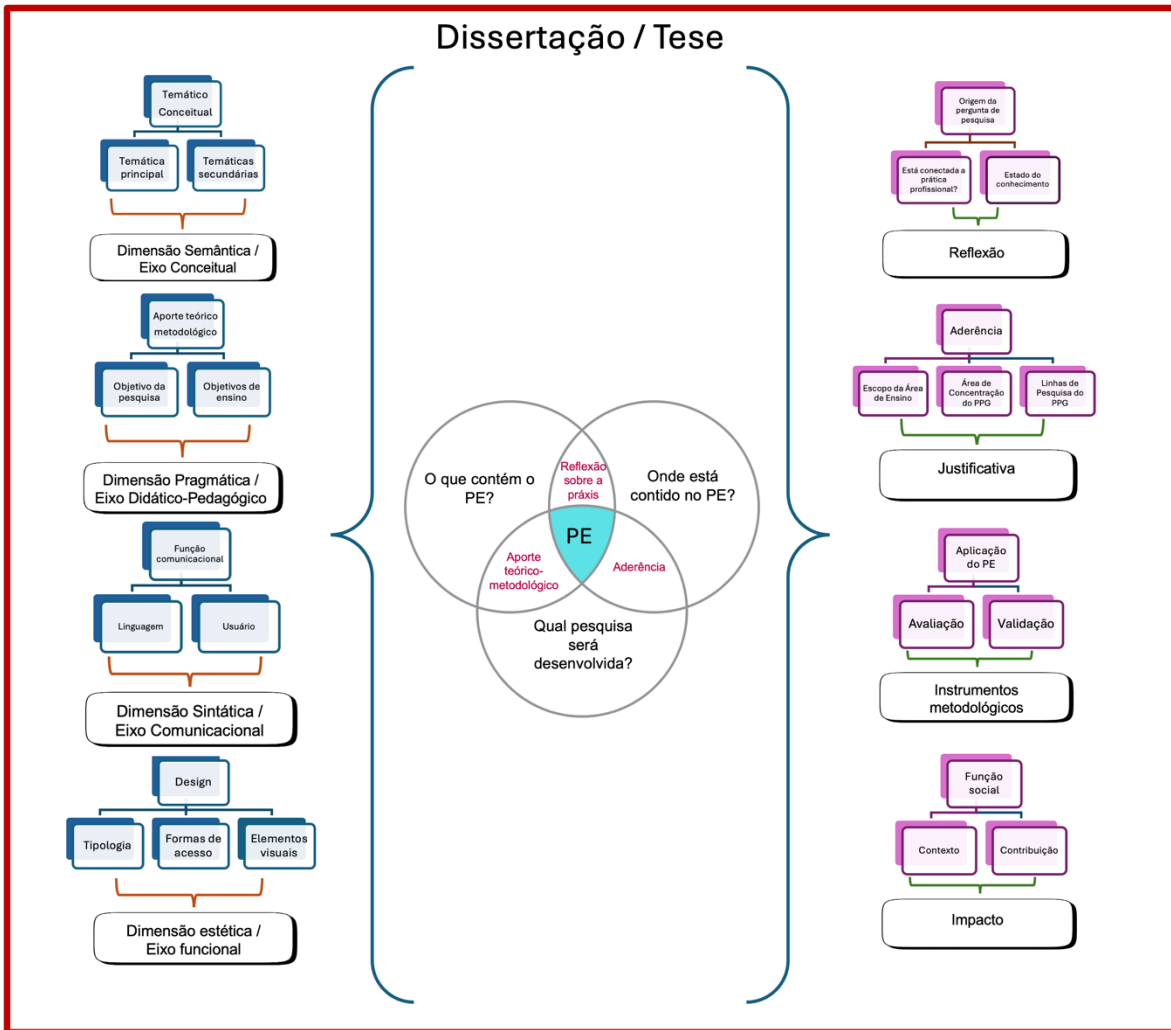 Dissertação / Tese
Temático
Conceitual
Temática
principal
Temáticas
secundárias
Dimensão Semântica /
Eixo Conceitual
Aporte teórico
metodológico
Objetivo da
pesquisa
Objetivos de
ensino
Dimensão Pragmática /
Eixo Didático-Pedagógico
Função
comunicacional
Linguagem
Usuário
Dimensão Sintática /
Eixo Comunicacional
Design
Tipologia
Formas de
acesso
Elementos
visuais
Dimensão estética /
Eixo funcional
O que contém o
PE?
Reflexão
sobre a
práxis
Onde está
contido no PE?
PE
Aporte
teórico-
metodológico
Aderência
Qual pesquisa
será
desenvolvida?
Origem da
pergunta de
pesquisa
Está conectada a
prática
profissional?
Estado do
conhecimento
Reflexão
Aderência
Escopo da Área
de Ensino
Área de
Concentração
do PPG
Linhas de
Pesquisa do
PPG
Justificativa
Aplicação
do PE
Avaliação
Validação
Instrumentos
metodológicos
Função
social
Contexto
Contribuição
Impacto